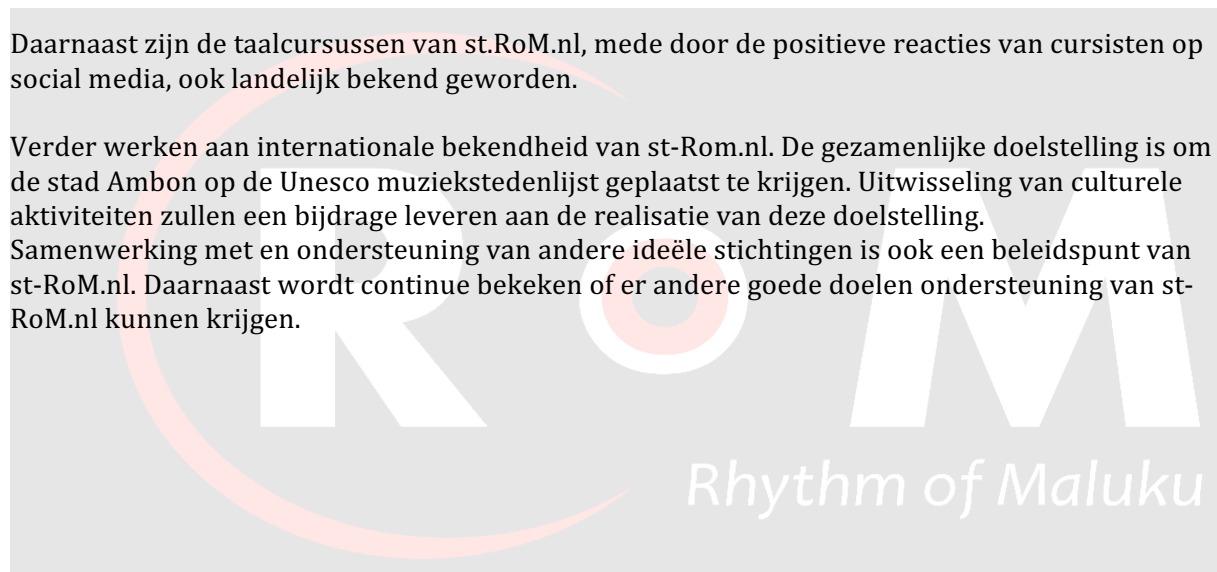 Daarnaast zijn de taalcursussen van st.RoM.nl, mede door de positieve reacties van cursisten op
social media, ook landelijk bekend geworden.
Verder werken aan internationale bekendheid van st-Rom.nl. De gezamenlijke doelstelling is om
de stad Ambon op de Unesco muziekstedenlijst geplaatst te krijgen. Uitwisseling van culturele
aktiviteiten zullen een bijdrage leveren aan de realisatie van deze doelstelling.
Samenwerking met en ondersteuning van andere ideële stichtingen is ook een beleidspunt van
st-RoM.nl. Daarnaast wordt continue bekeken of er andere goede doelen ondersteuning van st-
RoM.nl kunnen krijgen.
RoM
Rhythm of Maluku